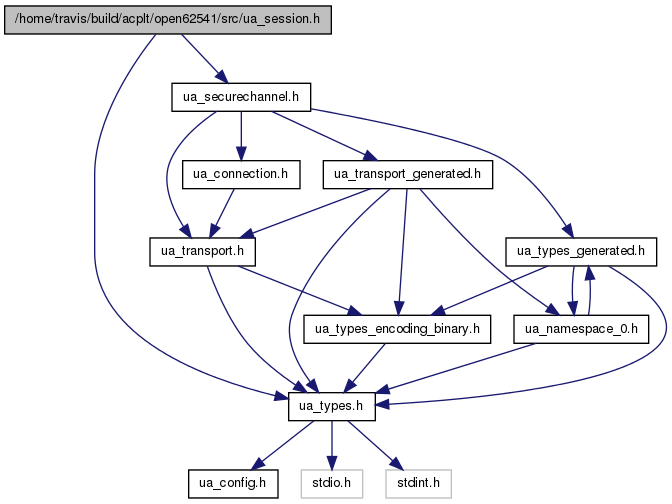 /home/travis/build/acplt/open62541/src/ua_session.h
ua_securechannel.h
ua_connection.h
ua_transport_generated.h
ua_transport.h
ua_types_generated.h
ua_types_encoding_binary.h
ua_namespace_0.h
ua_types.h
ua_config.h
stdio.h
stdint.h